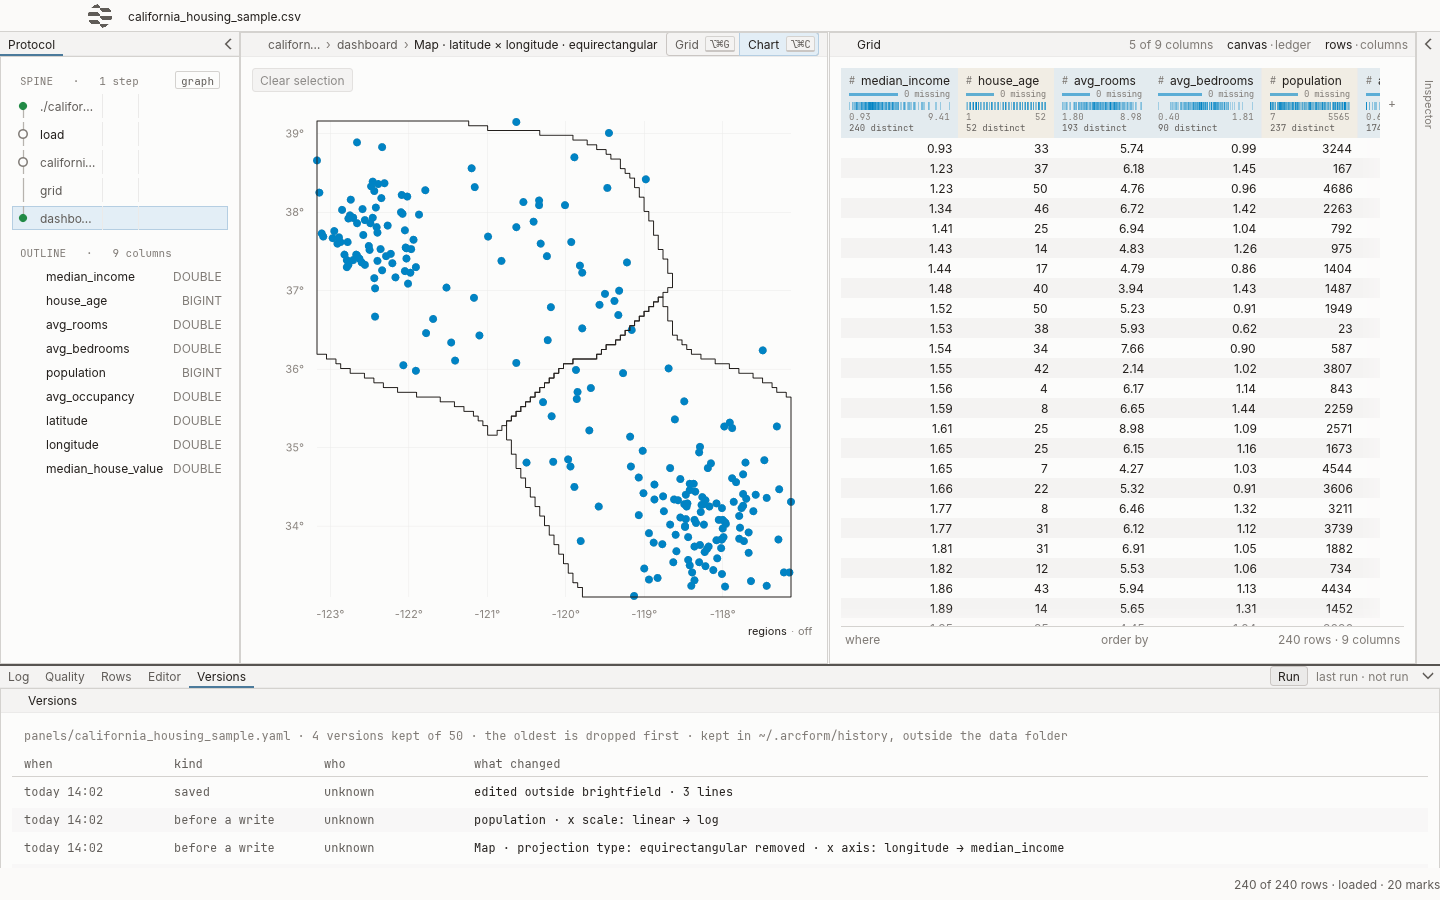 california_housing_sample.csv
Protocol
californ... › dashboard › Map · latitude × longitude · equirectangular
Grid ⌥⌘G
Chart ⌥⌘C
Grid
5 of 9 columns canvas · ledger rows · columns
Inspector
SPINE · 1 step graph
./califor...
load
californi...
grid
dashbo...
OUTLINE · 9 columns
median_income DOUBLE
house_age BIGINT
avg_rooms DOUBLE
avg_bedrooms DOUBLE
population BIGINT
avg_occupancy DOUBLE
latitude DOUBLE
longitude DOUBLE
median_house_value DOUBLE
Clear selection
39°
38°
37°
36°
35°
34°
-123° -122° -121° -120° -119° -118°
regions · off
# median_income # house_age # avg_rooms # avg_bedrooms # population #
0 missing 0 missing 0 missing 0 missing 0 missing
0.93 9.41 1 52 1.80 8.98 0.40 1.81 7 5565
240 distinct 52 distinct 193 distinct 90 distinct 237 distinct 174
+
0.93 33 5.74 0.99 3244
1.23 37 6.18 1.45 167
1.23 50 4.76 0.96 4686
1.34 46 6.72 1.42 2263
1.41 25 6.94 1.04 792
1.43 14 4.83 1.26 975
1.44 17 4.79 0.86 1404
1.48 40 3.94 1.43 1487
1.52 50 5.23 0.91 1949
1.53 38 5.93 0.62 23
1.54 34 7.66 0.90 587
1.55 42 2.14 1.02 3807
1.56 4 6.17 1.14 843
1.59 8 6.65 1.44 2259
1.61 25 8.98 1.09 2571
1.65 25 6.15 1.16 1673
1.65 7 4.27 1.03 4544
1.66 22 5.32 0.91 3606
1.77 8 6.46 1.32 3211
1.77 31 6.12 1.12 3739
1.81 31 6.91 1.05 1882
1.82 12 5.53 1.06 734
1.86 43 5.94 1.13 4434
1.89 14 5.65 1.31 1452
where order by 240 rows · 9 columns
Log Quality Rows Editor Versions
Run last run · not run
Versions
panels/california_housing_sample.yaml · 4 versions kept of 50 · the oldest is dropped first · kept in ~/.arcform/history, outside the data folder
when kind who what changed
today 14:02 saved unknown edited outside brightfield · 3 lines
today 14:02 before a write unknown population · x scale: linear → log
today 14:02 before a write unknown Map · projection type: equirectangular removed · x axis: longitude → median_income
240 of 240 rows · loaded · 20 marks